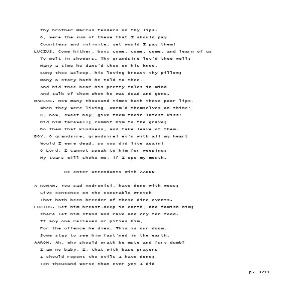 Thy brother Marcus tenders on thy lips:
O, were the sum of these that I should pay
Countless and infinite, yet would I pay them!
LUCIUS. Come hither, boy; come, come, come, and learn of us
To melt in showers. Thy grandsire lov'd thee well;
Many a time he danc'd thee on his knee,
Sung thee asleep, his loving breast thy pillow;
Many a story hath he told to thee,
And bid thee bear his pretty tales in mind
And talk of them when he was dead and gone.
MARCUS. How many thousand times hath these poor lips,
When they were living, warm'd themselves on thine!
O, now, sweet boy, give them their latest kiss!
Bid him farewell; commit him to the grave;
Do them that kindness, and take leave of them.
BOY. O grandsire, grandsire! ev'n with all my heart
Would I were dead, so you did live again!
O Lord, I cannot speak to him for weeping;
My tears will choke me, if I ope my mouth.
Re-enter attendants with AARON
A ROMAN. You sad Andronici, have done with woes;
Give sentence on the execrable wretch
That hath been breeder of these dire events.
LUCIUS. Set him breast-deep in earth, and famish him;
There let him stand and rave and cry for food.
If any one relieves or pities him,
For the offence he dies. This is our doom.
Some stay to see him fast'ned in the earth.
AARON. Ah, why should wrath be mute and fury dumb?
I am no baby, I, that with base prayers
I should repent the evils I have done;
Ten thousand worse than ever yet I did